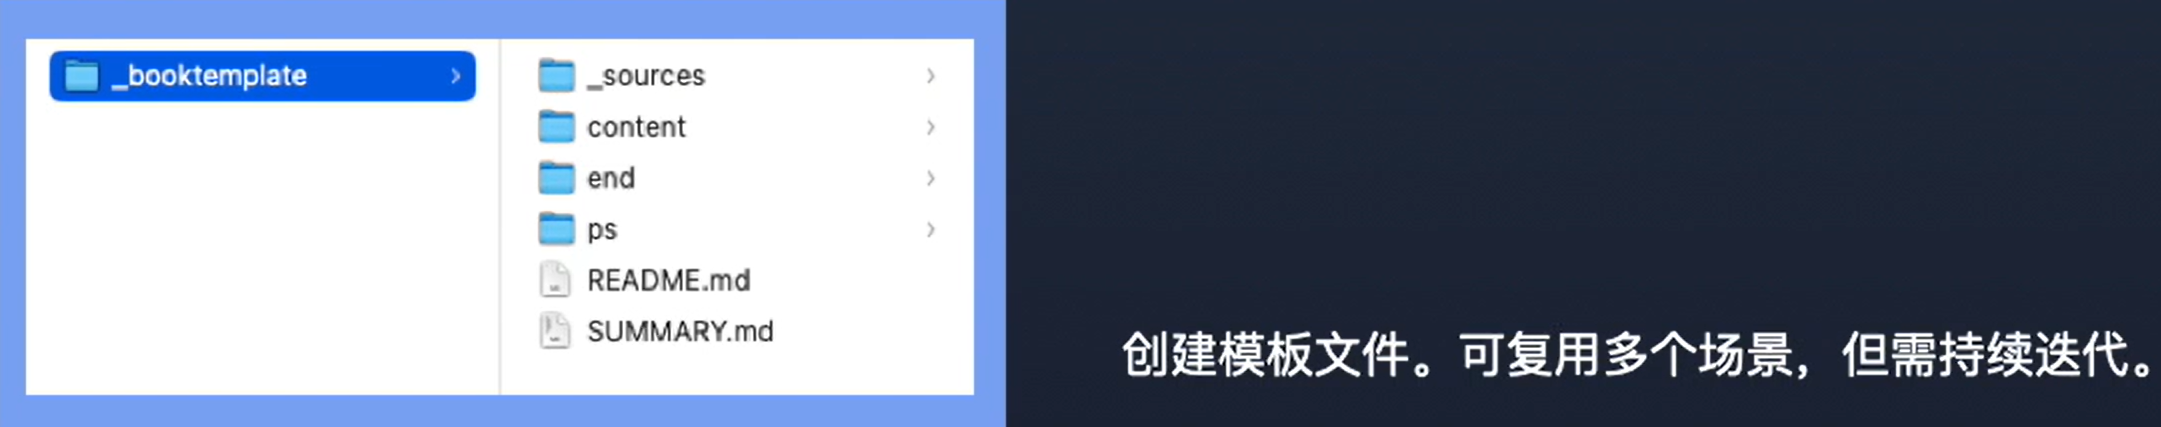 _booktemplate
_sources
content
end
ps
README.md
SUMMARY.md
创建模板文件。可复用多个场景，但需持续迭代。